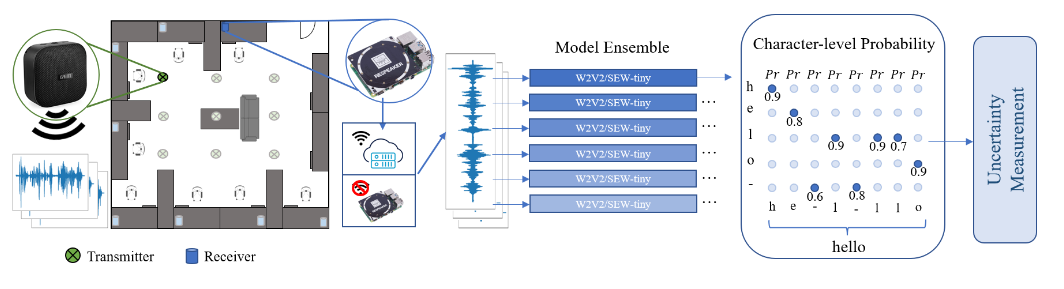 Model Ensemble
Character-level Probability
W2V2/SEW-tiny
W2V2/SEW-tiny ...
W2V2/SEW-tiny ...
W2V2/SEW-tiny ...
W2V2/SEW-tiny ...
W2V2/SEW-tiny ...
Pr Pr Pr Pr Pr Pr Pr
h
e
l
o
-
0.9
0.8
0.9 0.9 0.7
0.9
0.6 0.8
h e - l - l l o
hello
Uncertainty
Measurement
RESPEAKER
Transmitter
Receiver